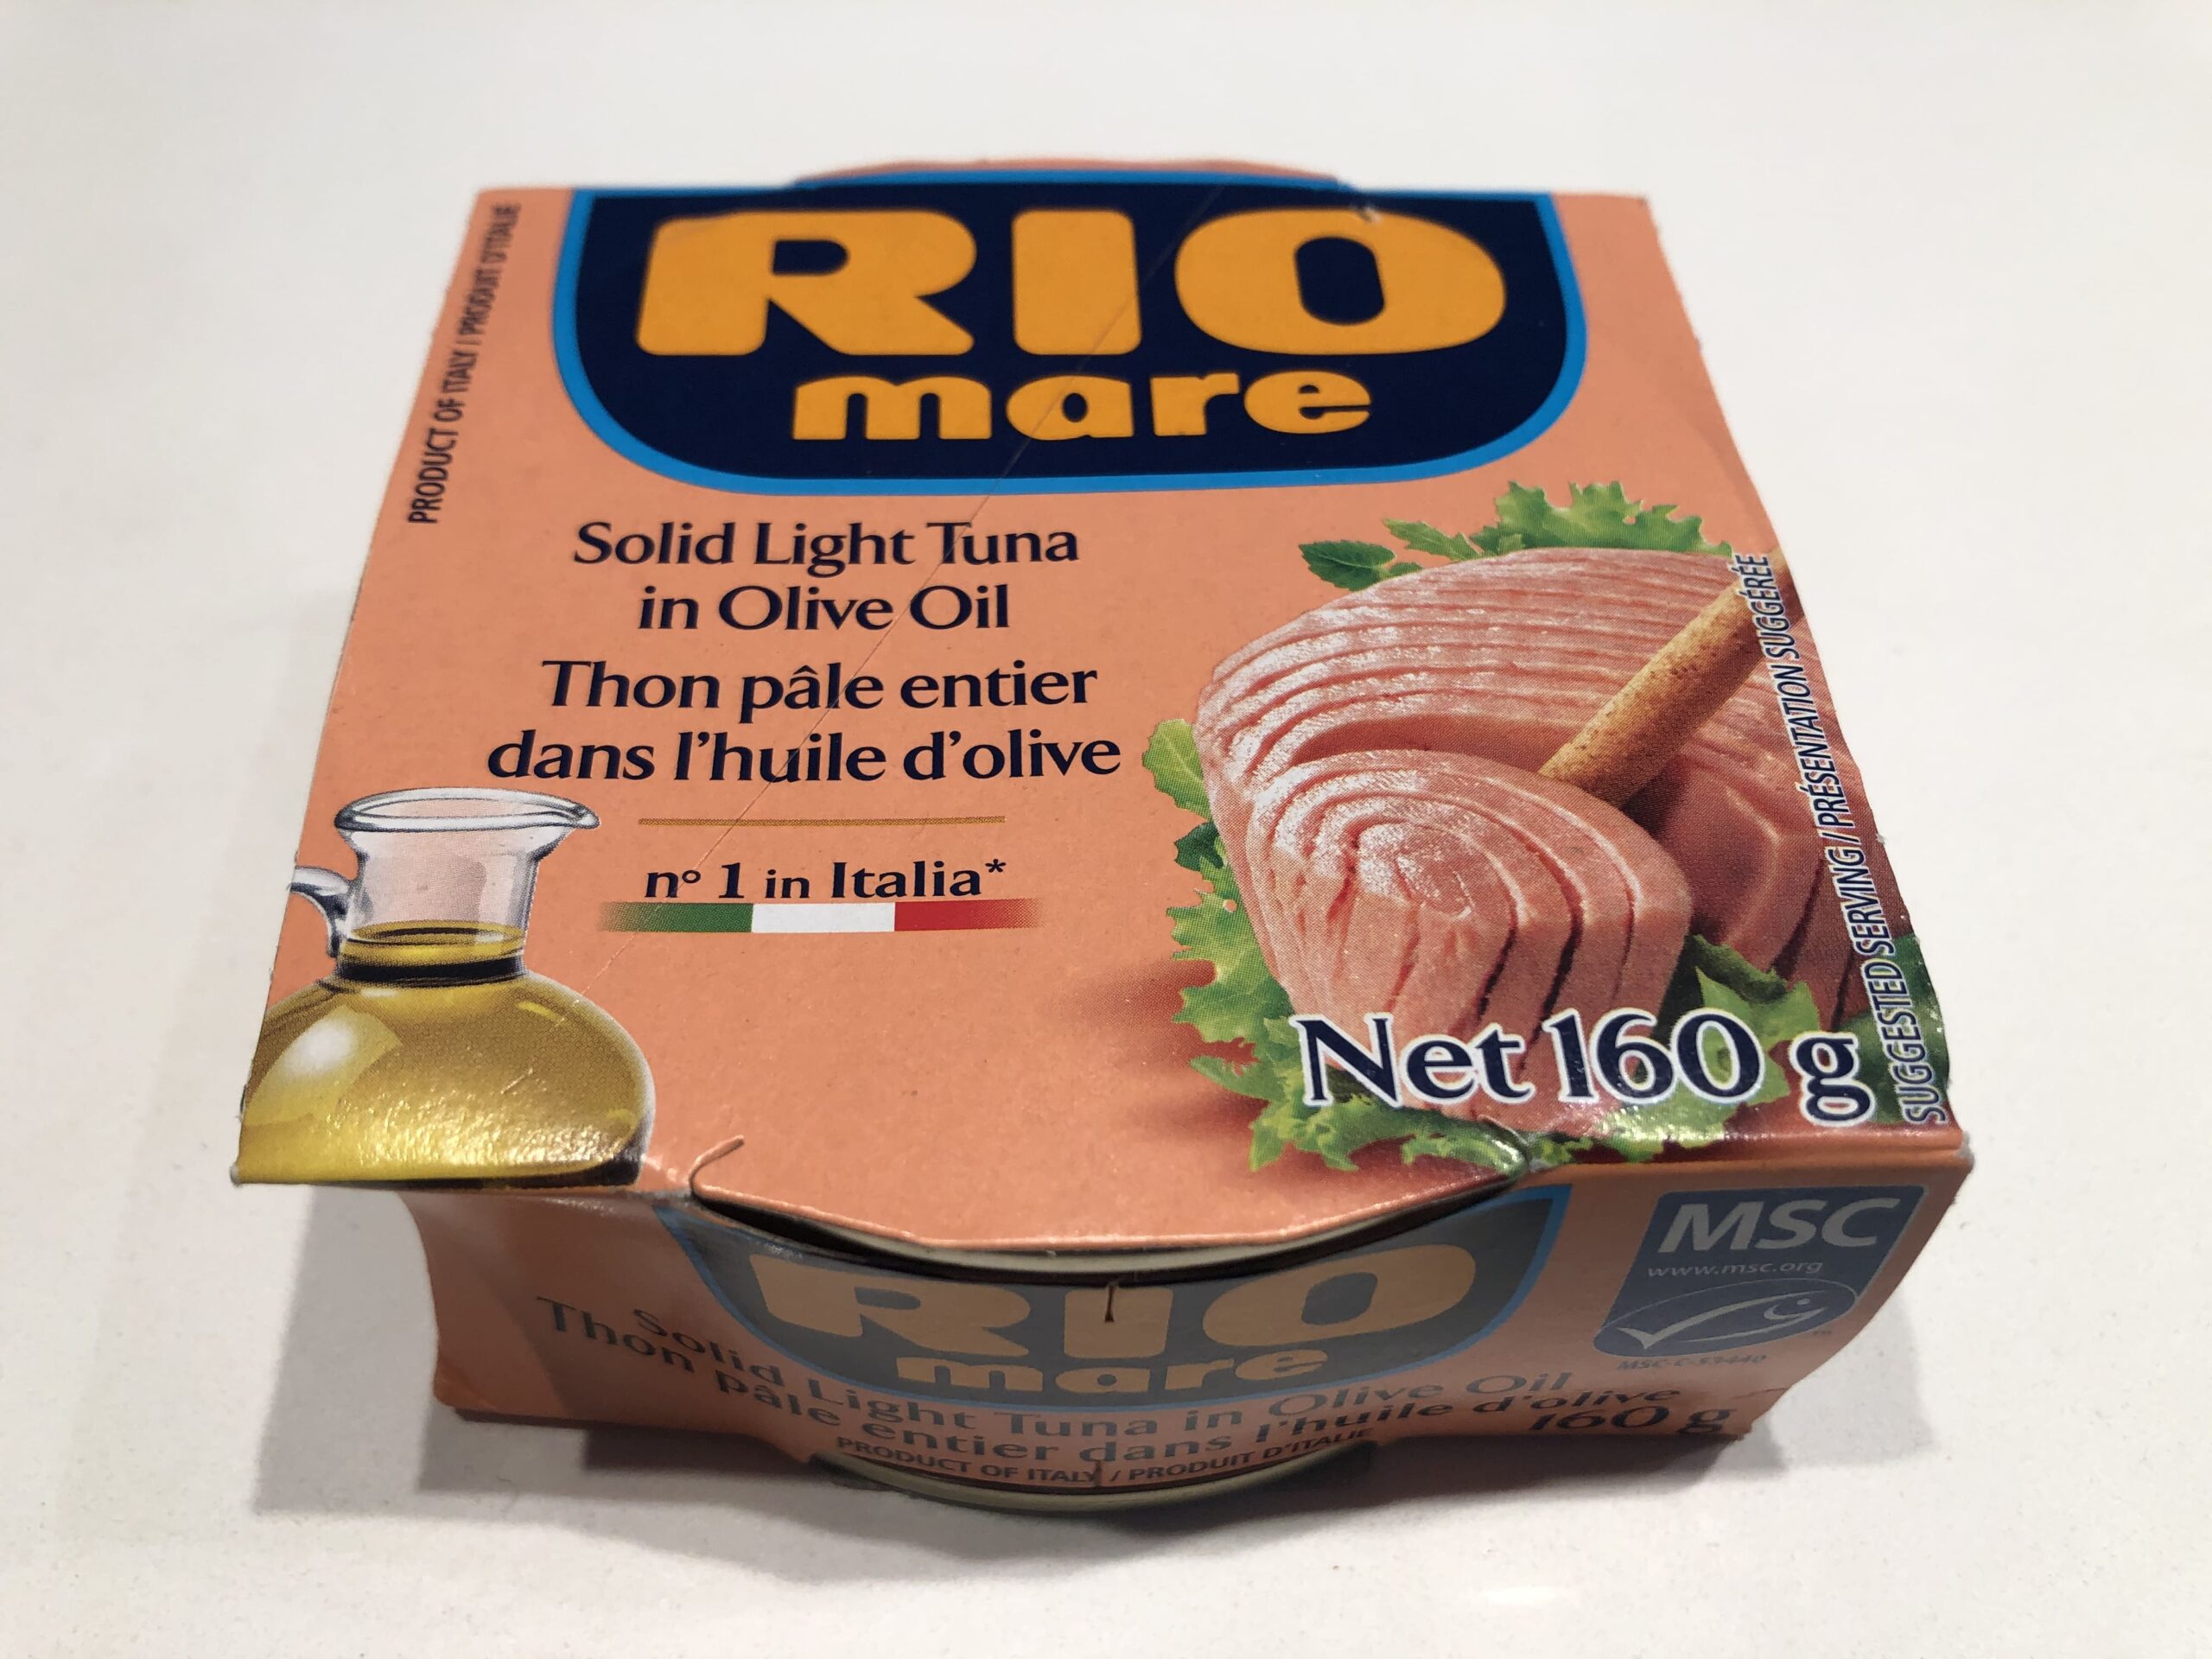 PRODUCT OF ITALY / PRODUIT D'ITALIE
RIO
mare
Solid Light Tuna
in Olive Oil
Thon pâle entier
dans l'huile d'olive
nº 1 in Italia*
Net 160 g
SUGGESTED SERVING / PRÉSENTATION SUGGÉRÉE
RIO
mare
Solid Light Tuna in Olive Oil
Thon pâle entier dans l'huile d'olive
160 g
PRODUCT OF ITALY / PRODUIT D'ITALIE
MSC
www.msc.org